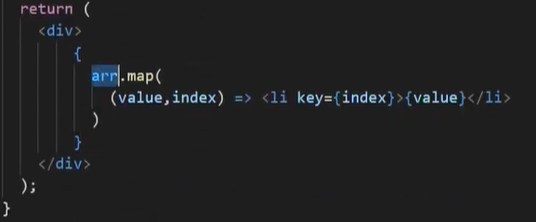 return (
<div>
{
arr.map(
(value,index) => <li key={index}>{value}</li>
)
}
</div>
);
}